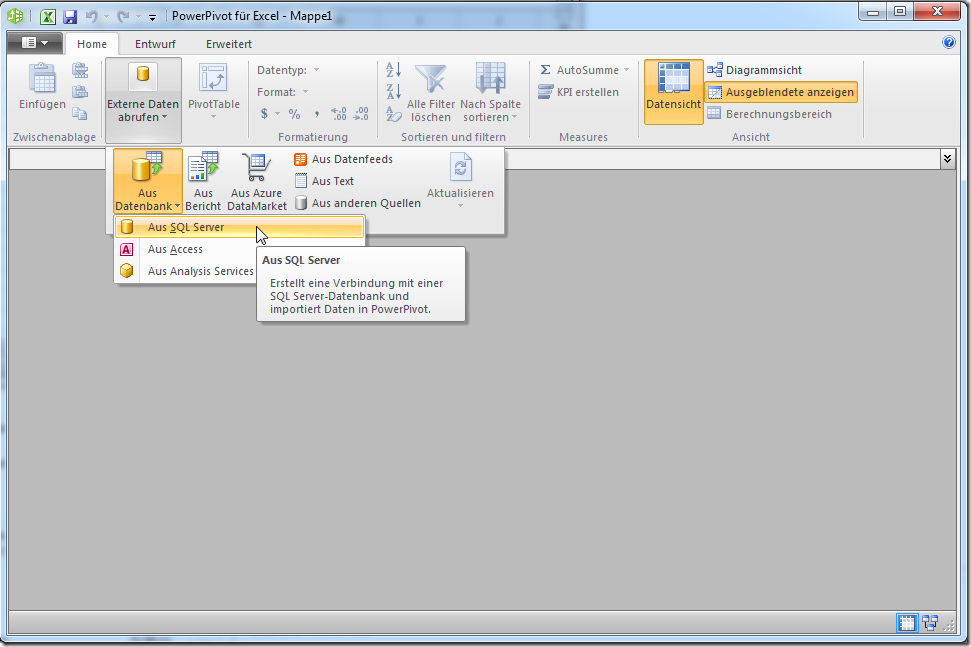 PowerPivot für Excel - Mappe1
Home Entwurf Erweitert
Einfügen
Zwischenablage
Externe Daten
abrufen
PivotTable
Datentyp:
Format:
$ % , ,00 ,00
Formatierung
Alle Filter
löschen
Nach Spalte
sortieren
Sortieren und filtern
Σ AutoSumme
KPI erstellen
Measures
Datensicht
Diagrammsicht
Ausgeblendete anzeigen
Berechnungsbereich
Ansicht
Aus
Datenbank
Aus
Bericht
Aus Azure
DataMarket
Aus Datenfeeds
Aus Text
Aus anderen Quellen
Aktualisieren
Aus SQL Server
Aus Access
Aus Analysis Services
Aus SQL Server
Erstellt eine Verbindung mit einer
SQL Server-Datenbank und
importiert Daten in PowerPivot.